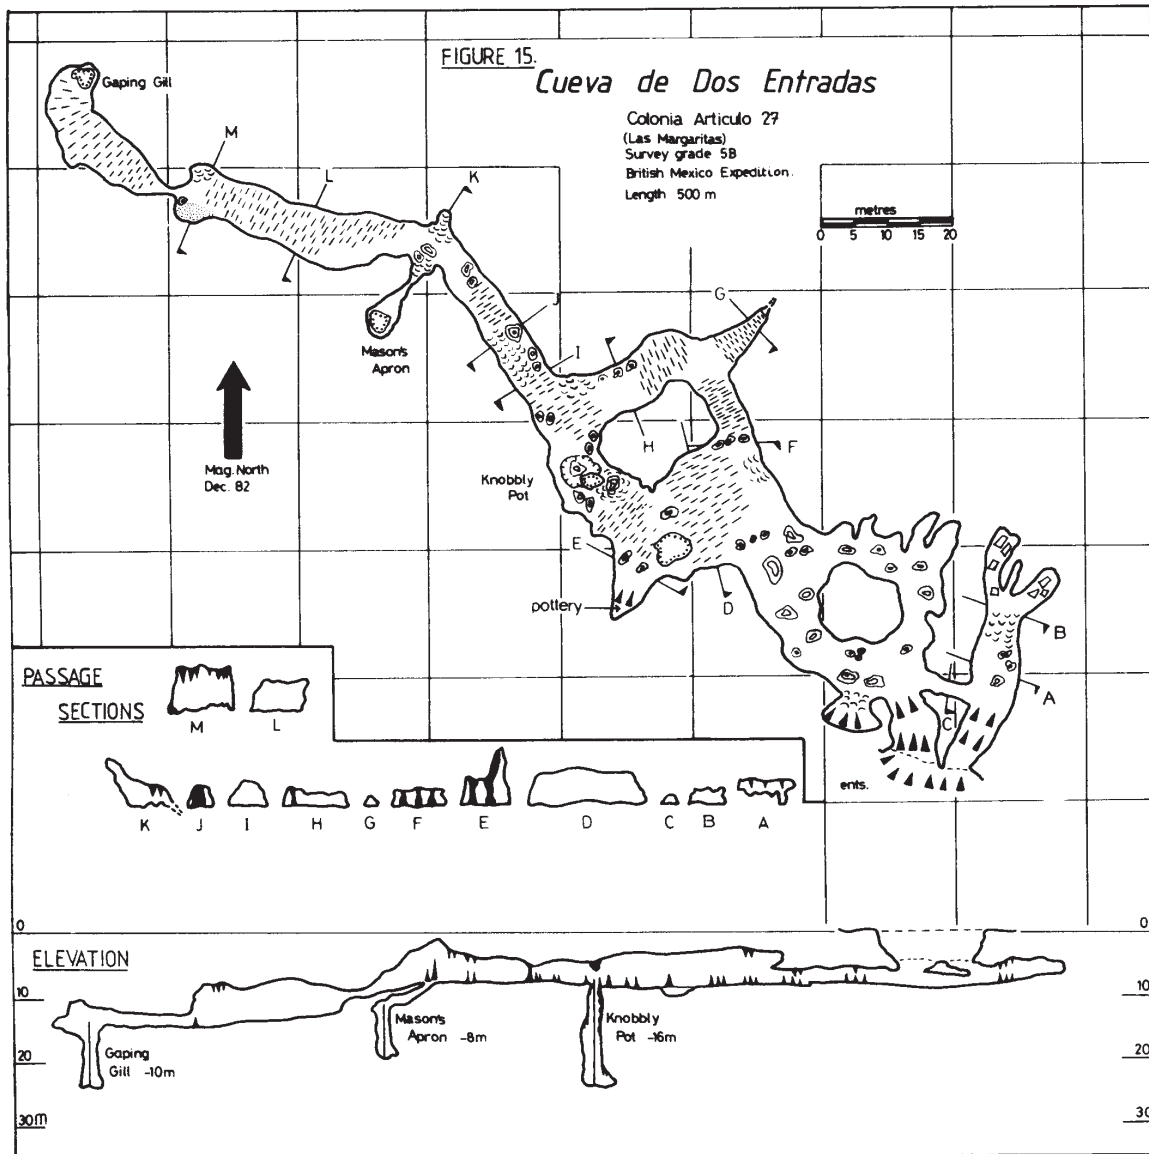 FIGURE 15.
Cueva de Dos Entradas
Colonia Articulo 27
(Las Margaritas)
Survey grade 5B
British Mexico Expedition.
Length 500 m
metres
0 5 10 15 20
Gaping Gill
M
L
K
J
I
G
H
F
Mason's
Apron
Mag. North
Dec. 82
Knobbly
Pot
E
pottery
D
B
A
C
ents.
PASSAGE
SECTIONS
M L
K J I H G F E D C B A
ELEVATION
0 0
10 10
20 20
30m 30
Gaping
Gill -10m
Mason's
Apron -8m
Knobbly
Pot -16m